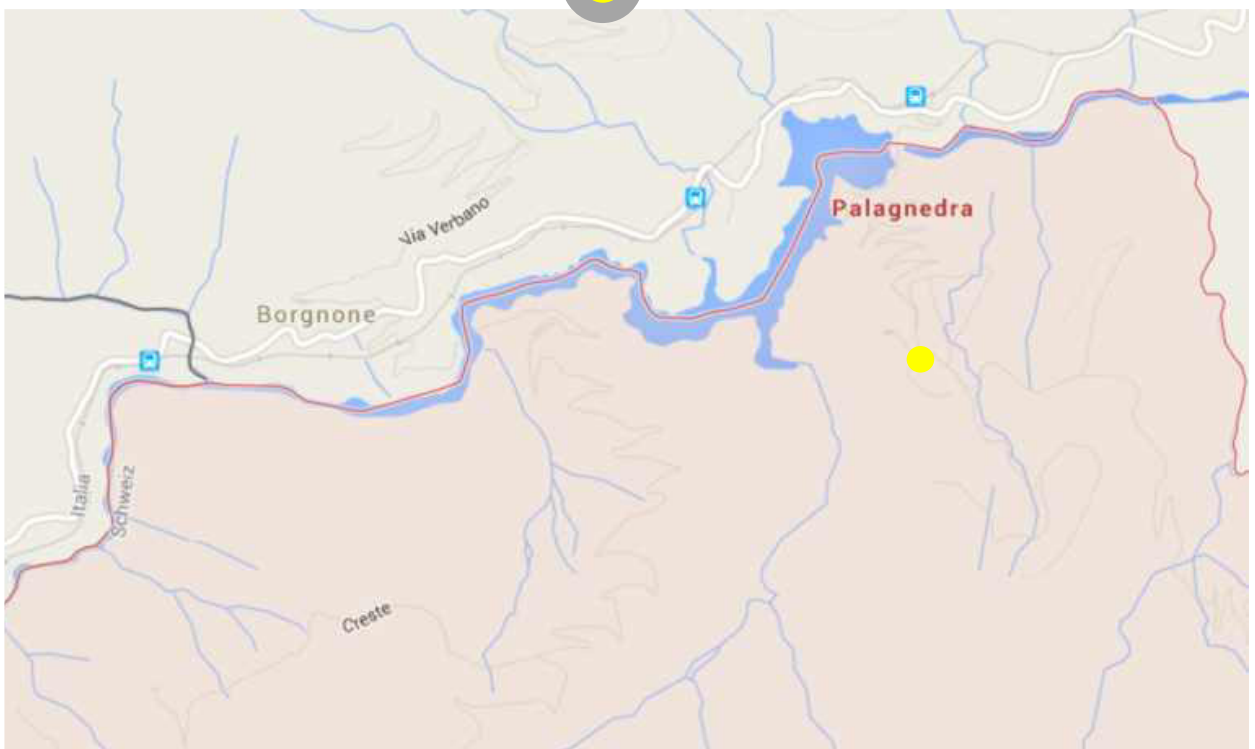 Palagnedra
Via Verbano
Borgnone
Italia
Schweiz
Creste